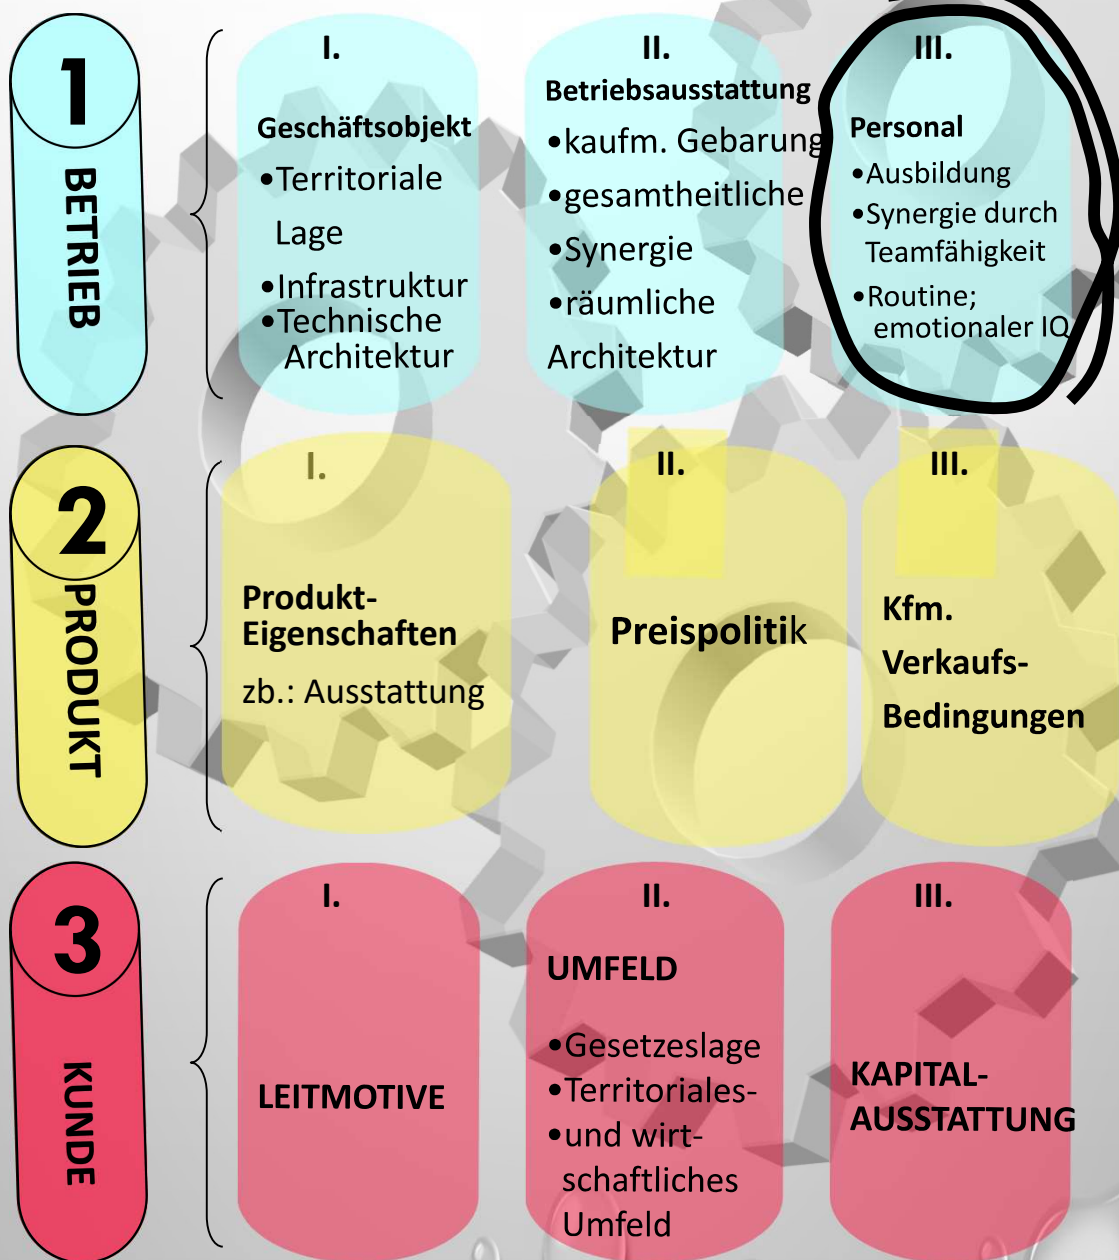 1
BETRIEB
I.
Geschäftsobjekt
•Territoriale
Lage
•Infrastruktur
•Technische
Architektur
II.
Betriebsausstattung
•kaufm. Gebarung
•gesamtheitliche
•Synergie
•räumliche
Architektur
III.
Personal
•Ausbildung
•Synergie durch
Teamfähigkeit
•Routine;
emotionaler IQ
2
PRODUKT
I.
Produkt-
Eigenschaften
zb.: Ausstattung
II.
Preispolitik
III.
Kfm.
Verkaufs-
Bedingungen
3
KUNDE
I.
LEITMOTIVE
II.
UMFELD
•Gesetzeslage
•Territoriales-
•und wirt-
schaftliches
Umfeld
III.
KAPITAL-
AUSSTATTUNG